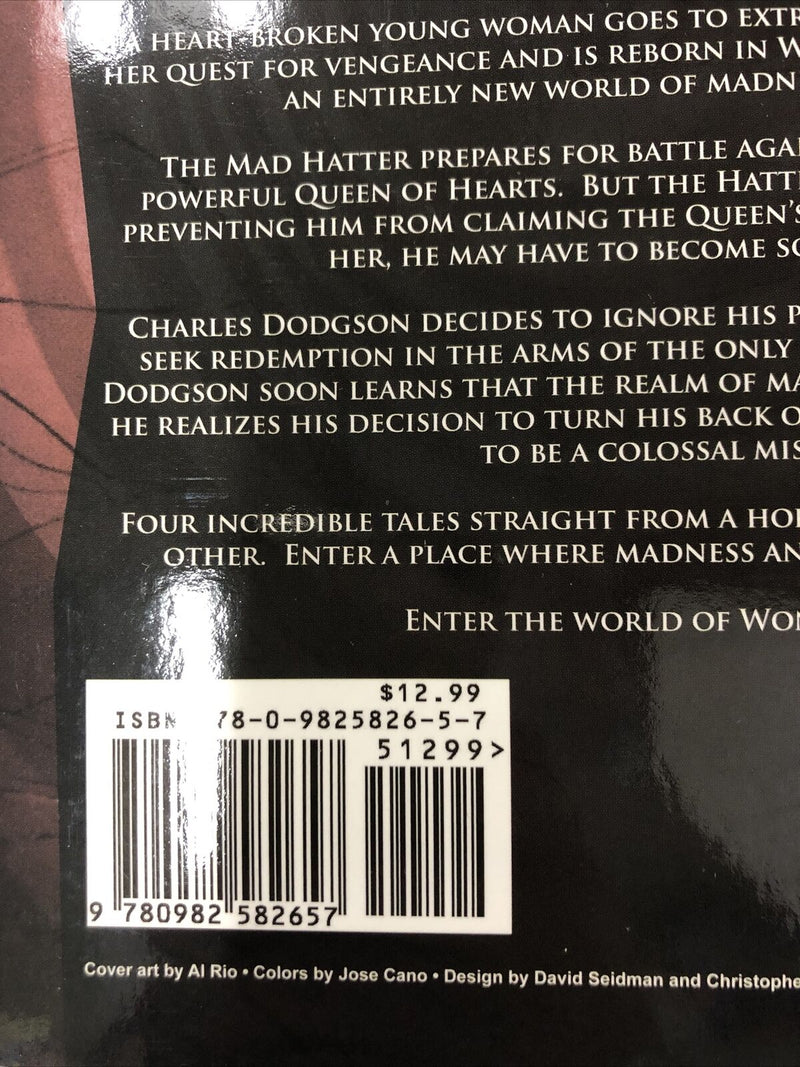 A HEART BROKEN YOUNG WOMAN GOES TO EXTR
HER QUEST FOR VENGEANCE AND IS REBORN IN W
AN ENTIRELY NEW WORLD OF MADN
THE MAD HATTER PREPARES FOR BATTLE AGAI
POWERFUL QUEEN OF HEARTS. BUT THE HATT
PREVENTING HIM FROM CLAIMING THE QUEEN'S
HER, HE MAY HAVE TO BECOME SO
CHARLES DODGSON DECIDES TO IGNORE HIS P
SEEK REDEMPTION IN THE ARMS OF THE ONLY
DODGSON SOON LEARNS THAT THE REALM OF MA
HE REALIZES HIS DECISION TO TURN HIS BACK O
TO BE A COLOSSAL MIS
FOUR INCREDIBLE TALES STRAIGHT FROM A HO
OTHER. ENTER A PLACE WHERE MADNESS AN
ENTER THE WORLD OF WON
$12.99
ISBN 78-0-9825826-5-7
51299>
9 780982 582657
Cover art by Al Rio • Colors by Jose Cano • Design by David Seidman and Christophe